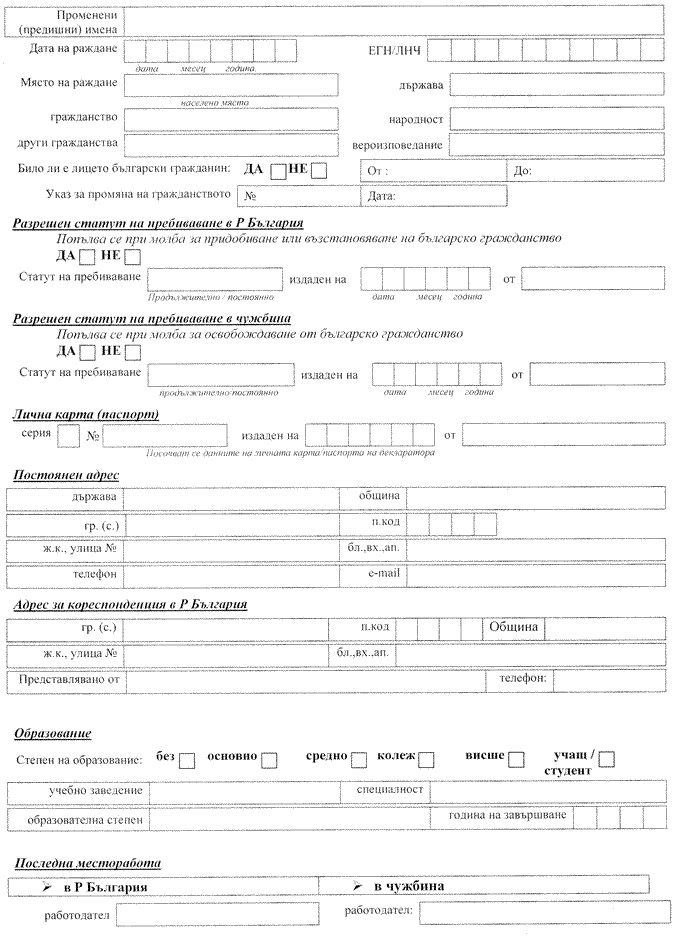 Променени
(предишни) имена
Дата на раждане ЕГН/ЛНЧ
дата месец година
Място на раждане държава
населено място
гражданство народност
други гражданства вероизповедание
Било ли е лицето български гражданин: ДА НЕ От : До:
Указ за промяна на гражданството № Дата:
Разрешен статут на пребиваване в Р България
Попълва се при молба за придобиване или възстановяване на българско гражданство
ДА НЕ
Статут на пребиваване издаден на от
Продължително / постоянно дата месец година
Разрешен статут на пребиваване в чужбина
Попълва се при молба за освобождаване от българско гражданство
ДА НЕ
Статут на пребиваване издаден на от
продължително/постоянно дата месец година
Лична карта (паспорт)
серия № издаден на от
Посочват се данните на личната карта/паспорта на декларатора
Постоянен адрес
държава община
гр. (с.) п.код
ж.к., улица № бл.,вх.,ап.
телефон e-mail
Адрес за кореспонденция в Р България
гр. (с.) п.код Община
ж.к., улица № бл.,вх.,ап.
Представлявано от телефон:
Образование
Степен на образование: без основно средно колеж висше учащ /
студент
учебно заведение специалност
образователна степен година на завършване
Последна месторабота
➢ в Р България ➢ в чужбина
работодател работодател: